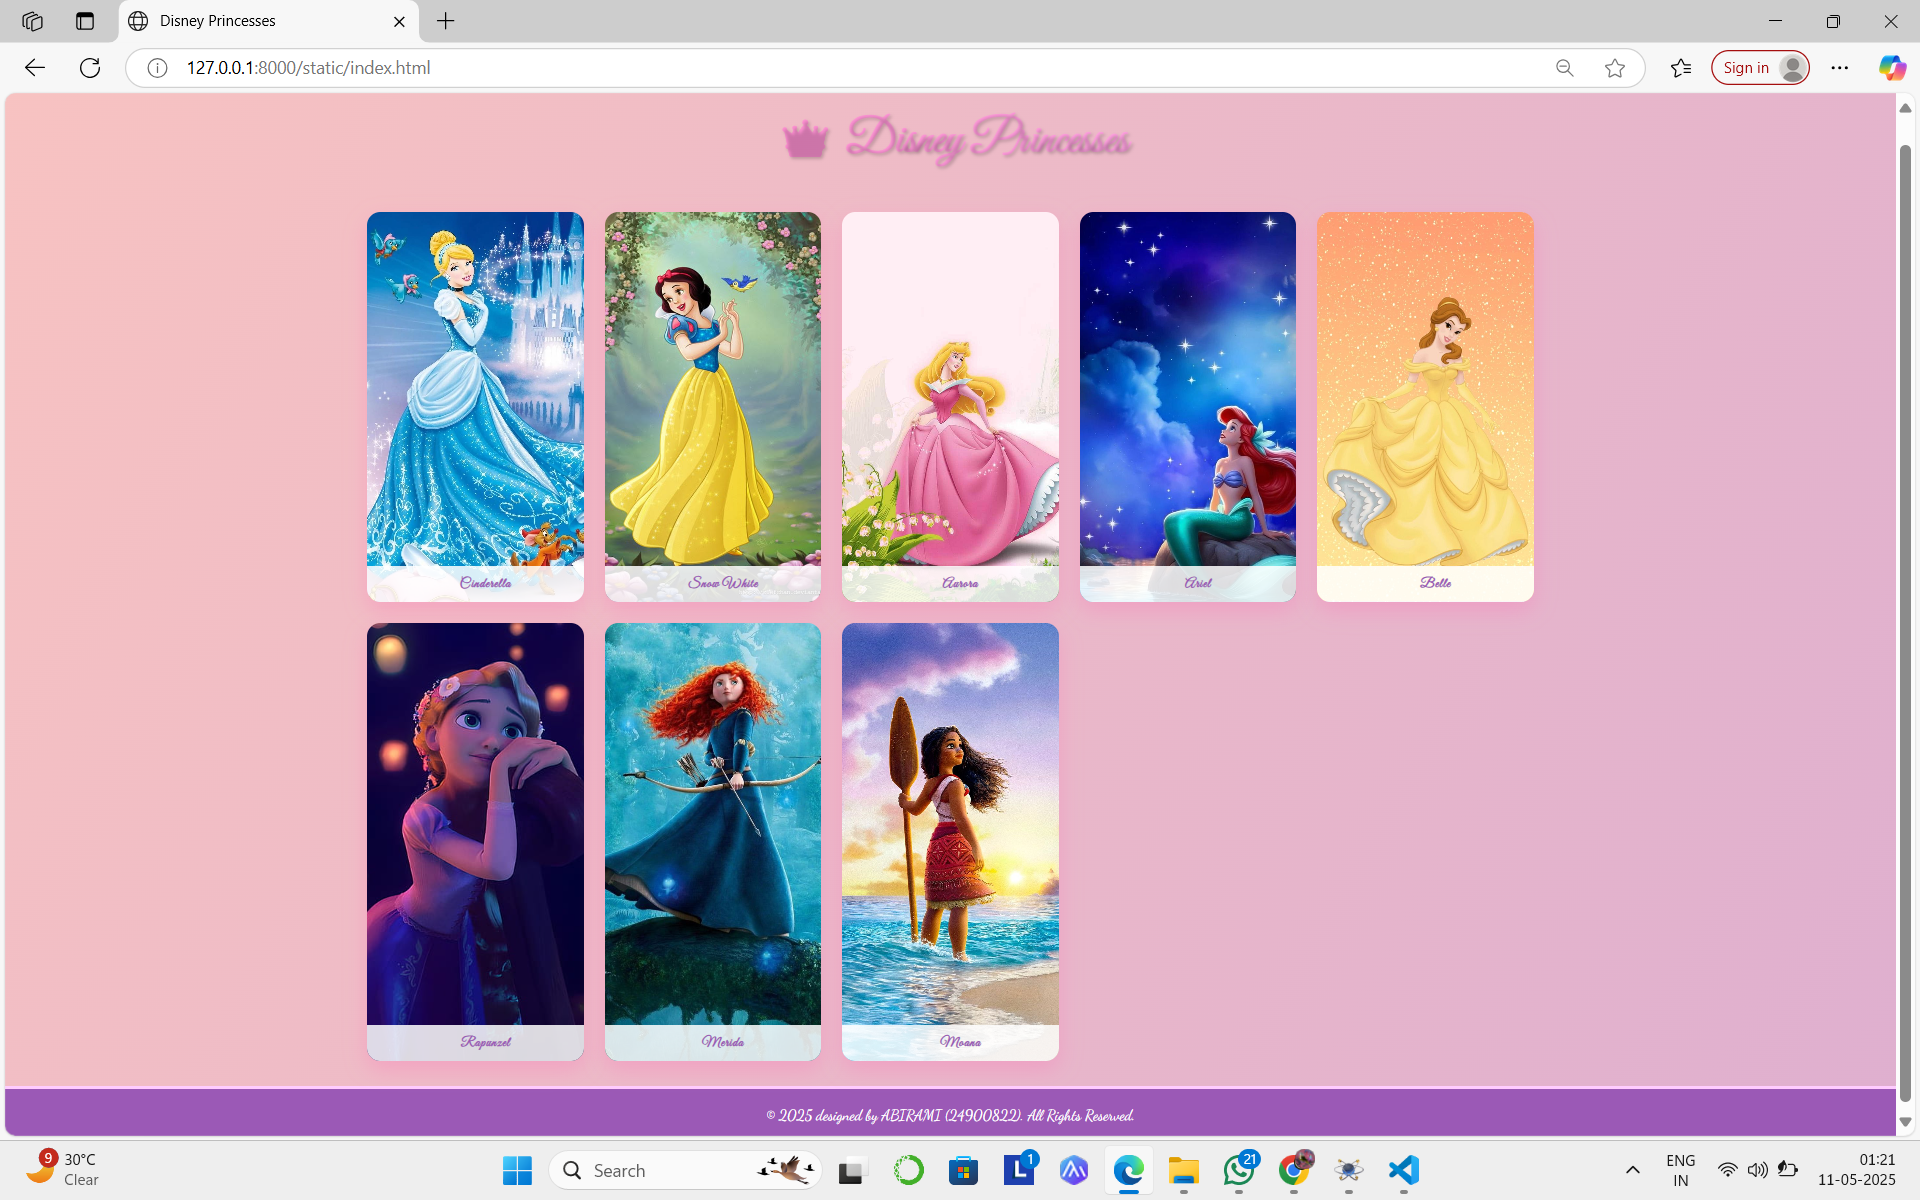 Disney Princesses
127.0.0.1:8000/static/index.html
Sign in
Disney Princesses
Cinderella
Snow White
Aurora
Ariel
Belle
Rapunzel
Merida
Moana
© 2025 designed by ABIRAMI (24900822). All Rights Reserved.
9
30°C
Clear
Search
1
21
ENG
IN
01:21
11-05-2025